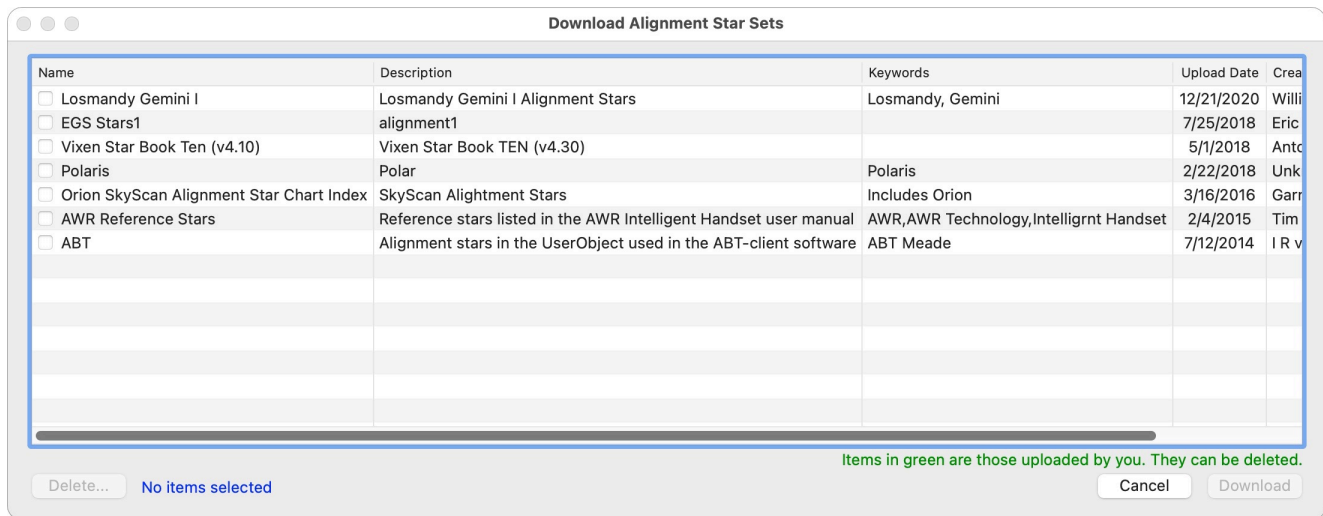 Download Alignment Star Sets
Name Description Keywords Upload Date Crea
Losmandy Gemini I Losmandy Gemini I Alignment Stars Losmandy, Gemini 12/21/2020 Willi
EGS Stars1 alignment1 7/25/2018 Eric
Vixen Star Book Ten (v4.10) Vixen Star Book TEN (v4.30) 5/1/2018 Anto
Polaris Polar Polaris 2/22/2018 Unk
Orion SkyScan Alignment Star Chart Index SkyScan Alightment Stars Includes Orion 3/16/2016 Garr
AWR Reference Stars Reference stars listed in the AWR Intelligent Handset user manual AWR,AWR Technology,Intelligrnt Handset 2/4/2015 Tim
ABT Alignment stars in the UserObject used in the ABT-client software ABT Meade 7/12/2014 I R v
Items in green are those uploaded by you. They can be deleted.
Delete... No items selected Cancel Download